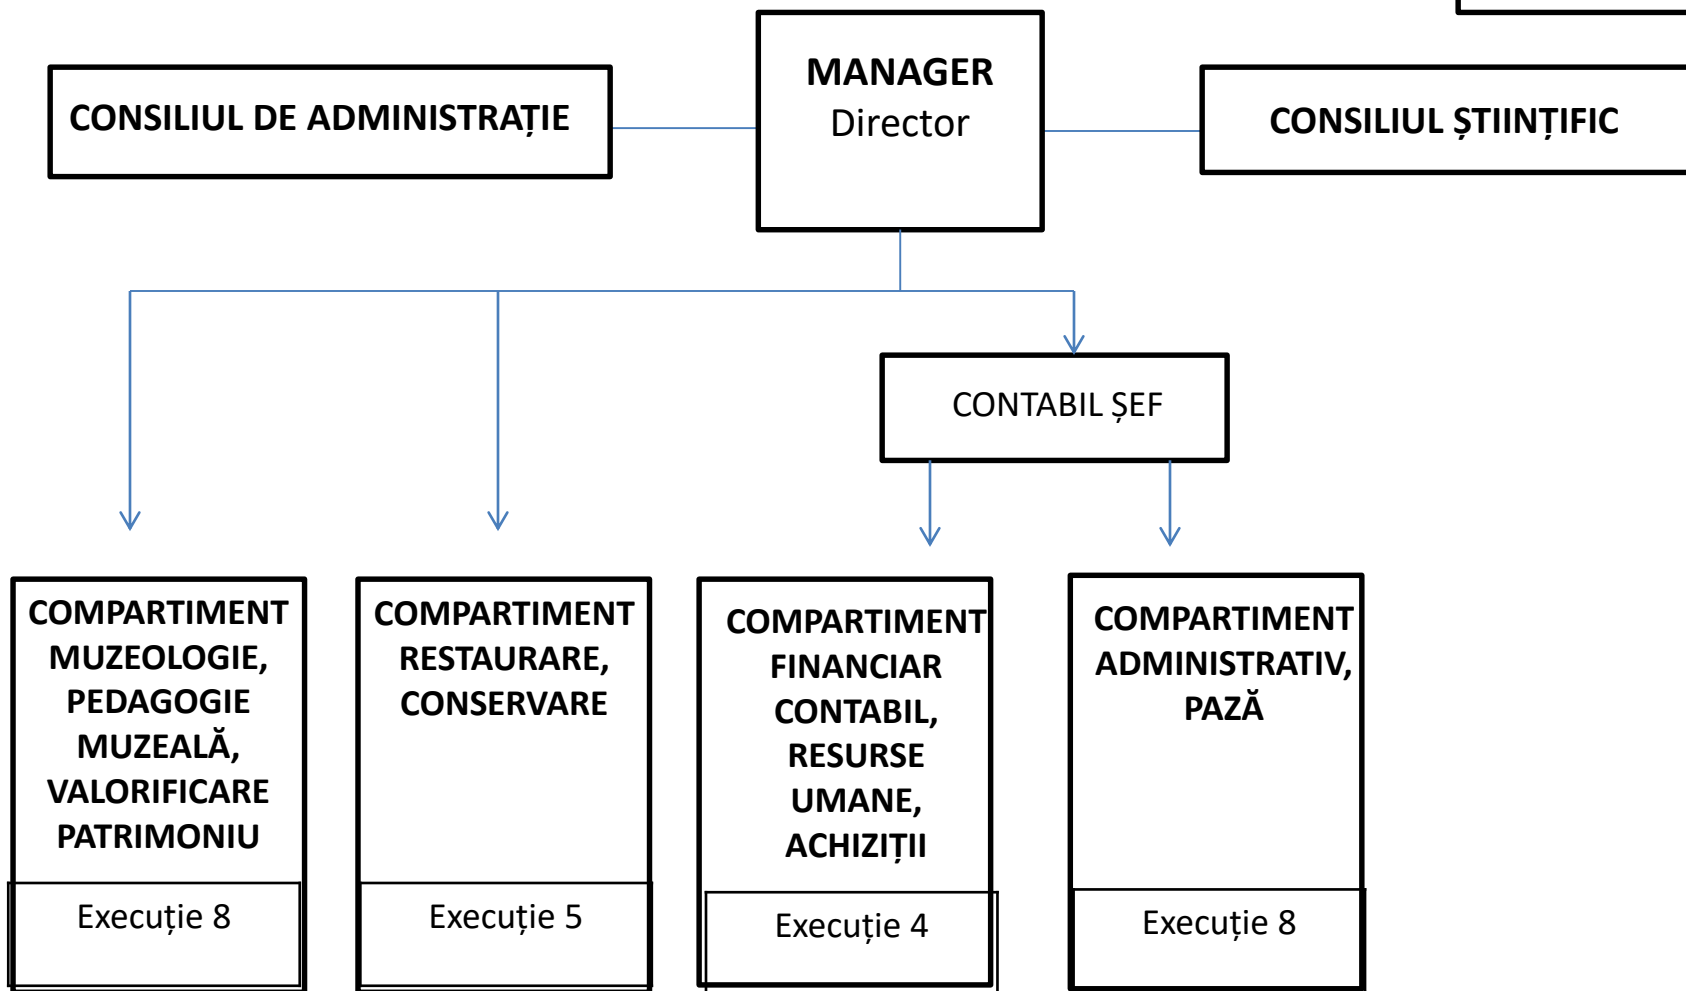 MANAGER
Director
CONSILIUL DE ADMINISTRAȚIE
CONSILIUL ȘTIINȚIFIC
CONTABIL ȘEF
COMPARTIMENT
MUZEOLOGIE,
PEDAGOGIE
MUZEALĂ,
VALORIFICARE
PATRIMONIU
Execuție 8
COMPARTIMENT
RESTAURARE,
CONSERVARE
Execuție 5
COMPARTIMENT
FINANCIAR
CONTABIL,
RESURSE
UMANE,
ACHIZIȚII
Execuție 4
COMPARTIMENT
ADMINISTRATIV,
PAZĂ
Execuție 8